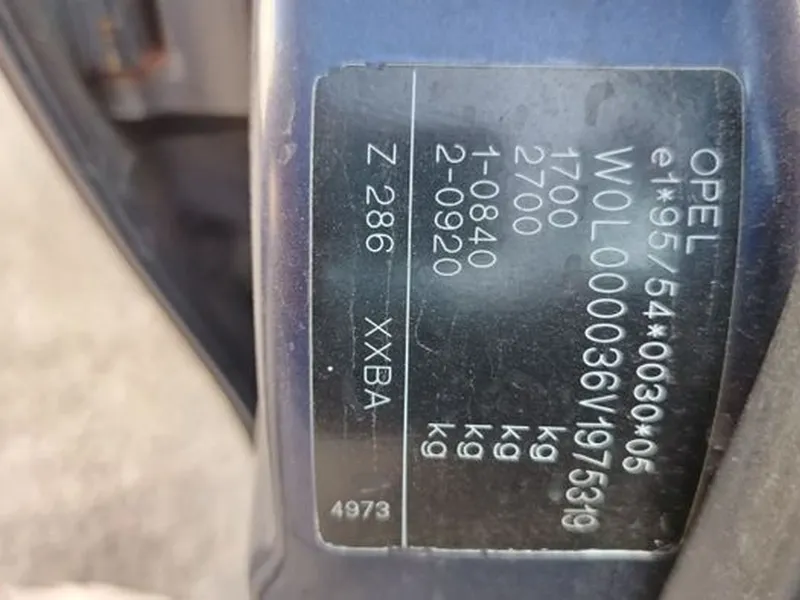 OPEL
e1*95/54*0030*05
W0L000036V1975319
1700 kg
2700 kg
1-0840 kg
2-0920 kg
Z 286 XXBA
4973